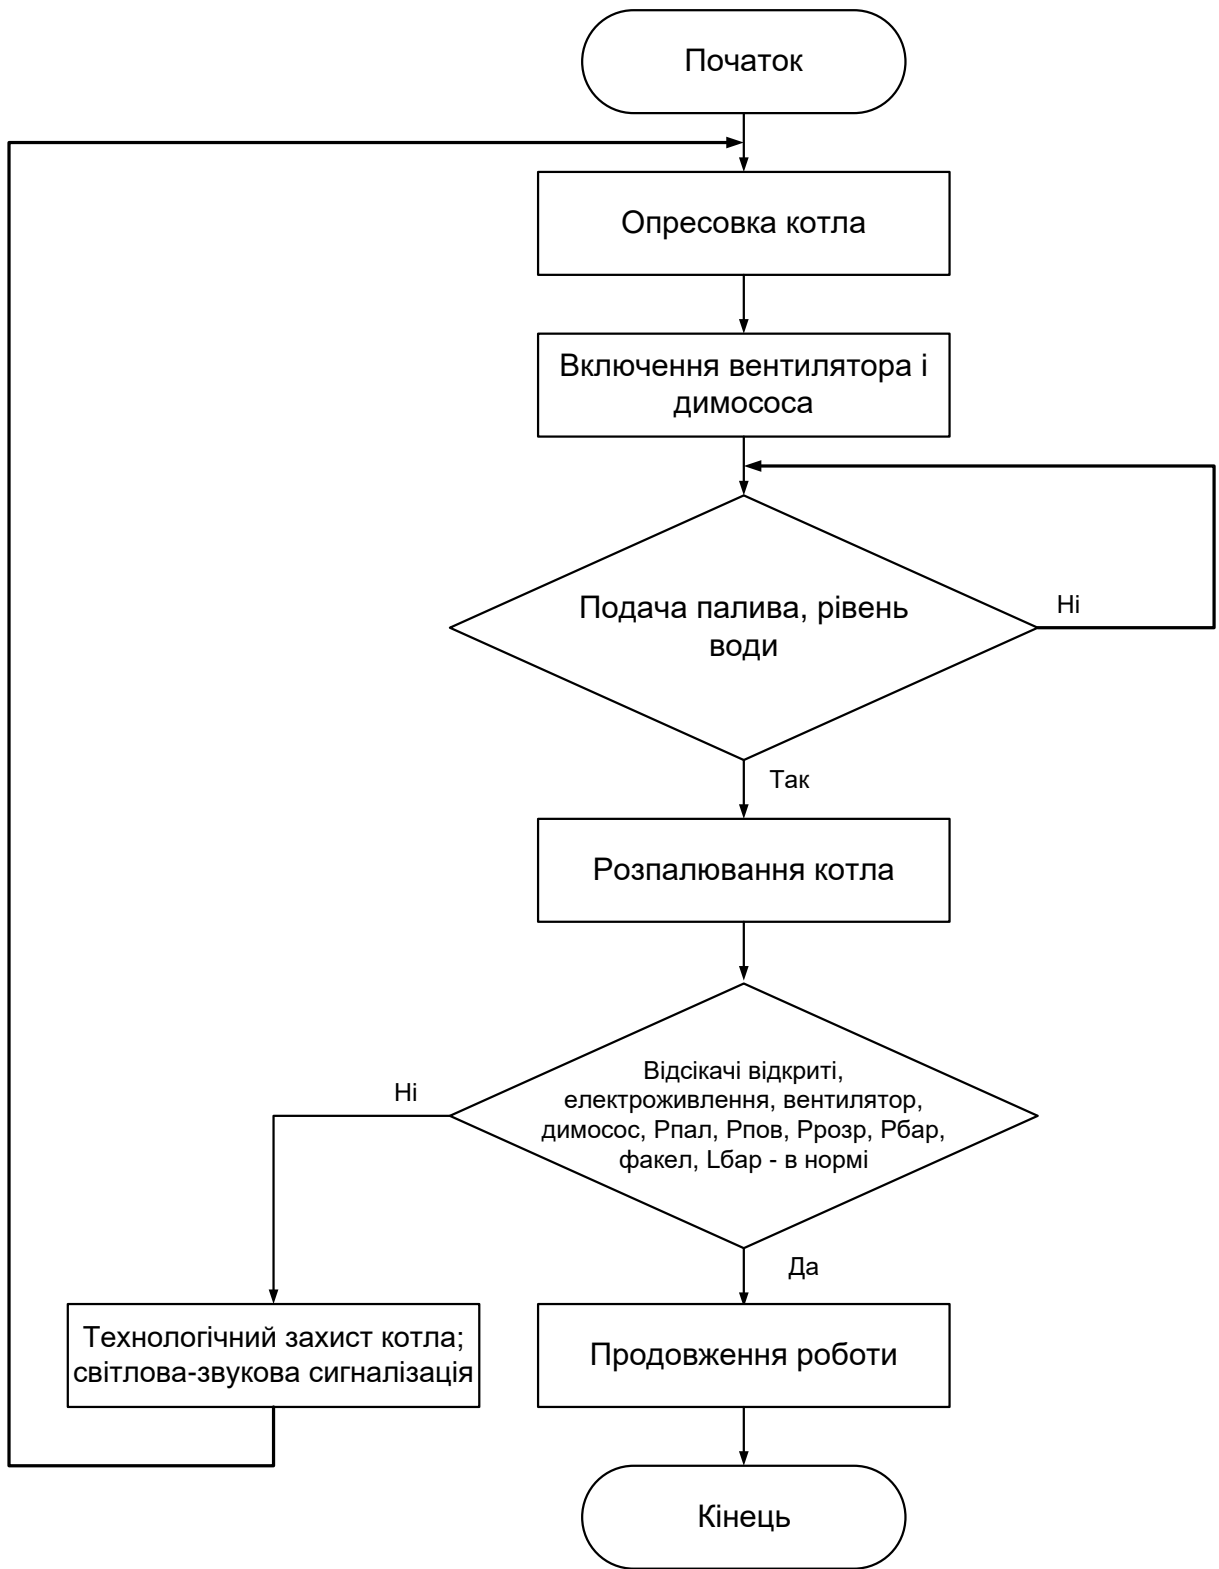 Початок
Опресовка котла
Включення вентилятора і
димососа
Подача палива, рівень
води
Ні
Так
Розпалювання котла
Відсікачі відкриті,
електроживлення, вентилятор,
димосос, Рпал, Рпов, Ррозр, Рбар,
факел, Lбар - в нормі
Ні
Да
Технологічний захист котла;
світлова-звукова сигналізація
Продовження роботи
Кінець